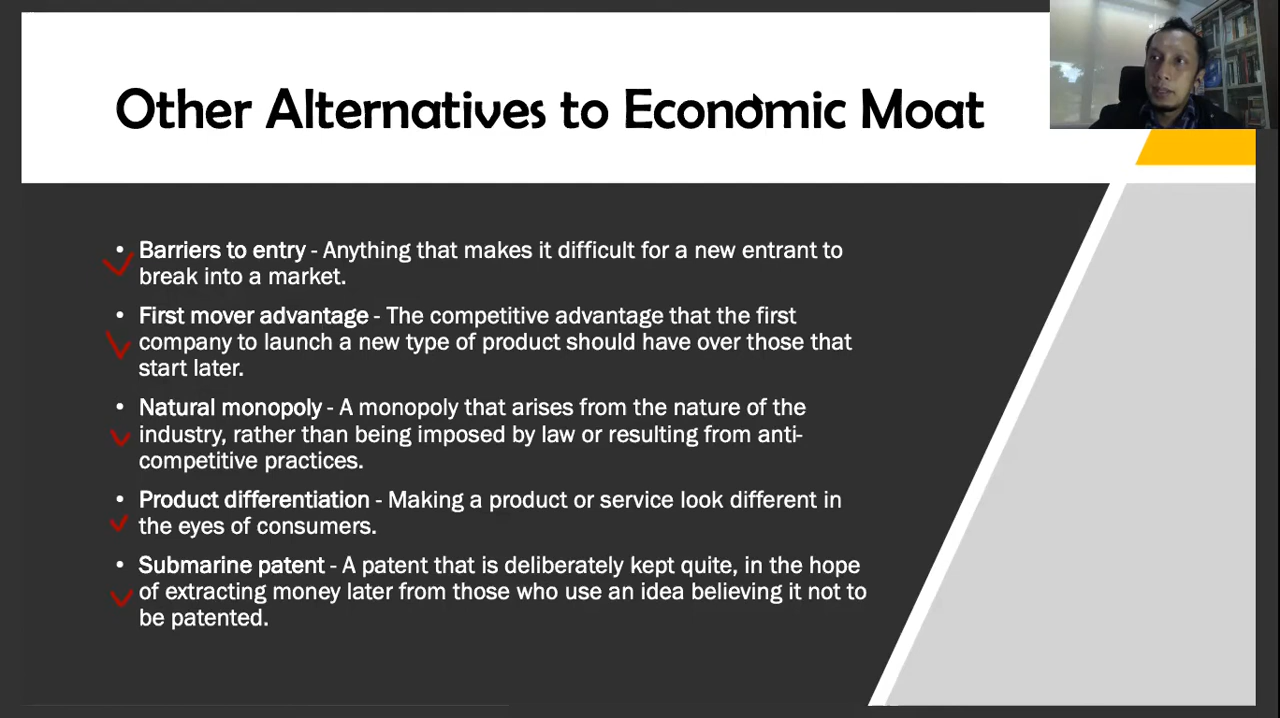 Other Alternatives to Economic Moat
• Barriers to entry - Anything that makes it difficult for a new entrant to
break into a market.
• First mover advantage - The competitive advantage that the first
company to launch a new type of product should have over those that
start later.
• Natural monopoly - A monopoly that arises from the nature of the
industry, rather than being imposed by law or resulting from anti-
competitive practices.
• Product differentiation - Making a product or service look different in
the eyes of consumers.
• Submarine patent - A patent that is deliberately kept quite, in the hope
of extracting money later from those who use an idea believing it not to
be patented.